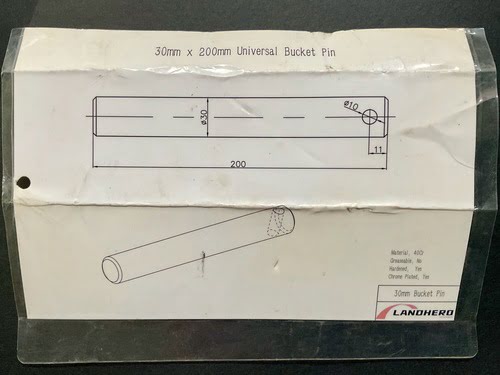 30mm x 200mm Universal Bucket Pin
ø30
ø10
11
200
Material, 40Cr
Greaseable, No
Hardened, Yes
Chrome Plated, Yes
30mm Bucket Pin
LANDHERO